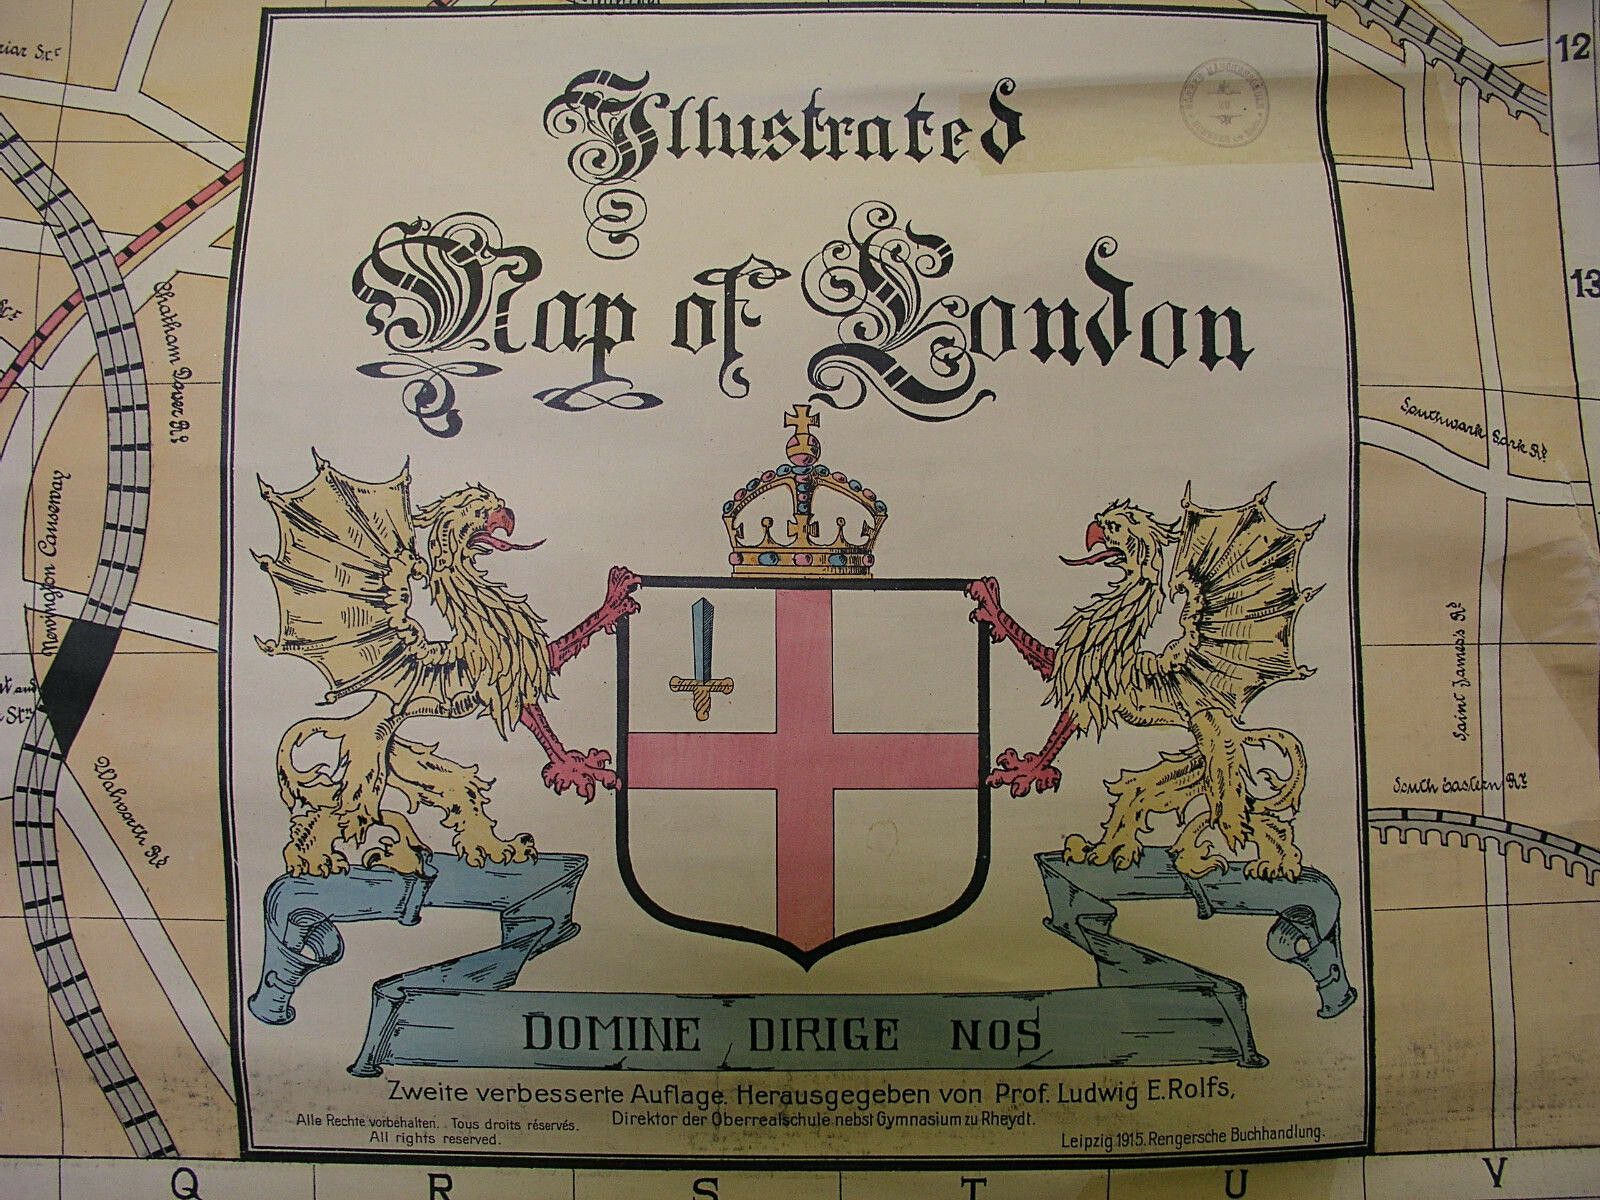 Illustrated
Map of London
DOMINE DIRIGE NOS
Zweite verbesserte Auflage. Herausgegeben von Prof. Ludwig E. Rolfs,
Direktor der Oberrealschule nebst Gymnasium zu Rheydt.
Alle Rechte vorbehalten. Tous droits réservés.
All rights reserved.
Leipzig 1915. Rengersche Buchhandlung.
Chatham Dover Rd
Newington Causeway
Walworth Rd
Southwark Park Rd
Saint James's Rd
South Eastern Ry
12
13
Q R S T U V